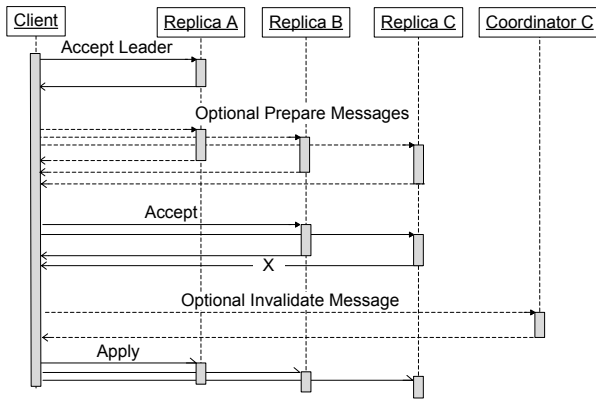 Client
Replica A
Replica B
Replica C
Coordinator C
Accept Leader
Optional Prepare Messages
Accept
X
Optional Invalidate Message
Apply